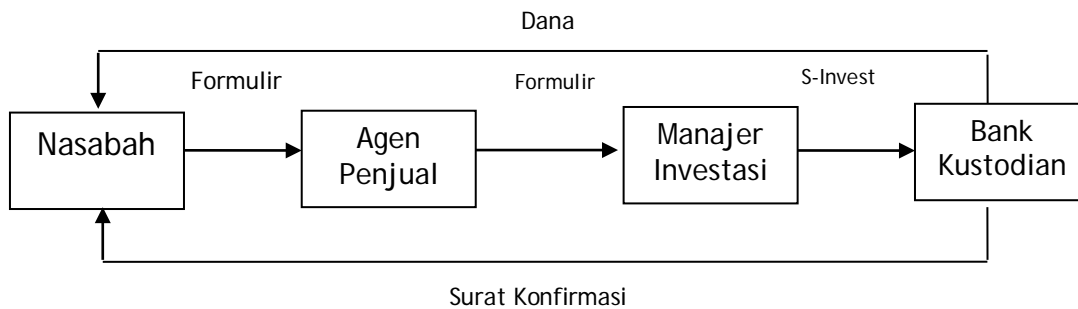 Dana
Formulir
Formulir
S-Invest
Nasabah
Agen
Penjual
Manajer
Investasi
Bank
Kustodian
Surat Konfirmasi